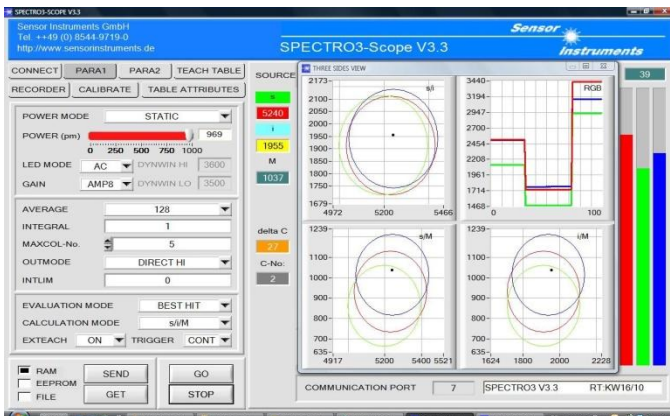 SPECTRO3-SCOPE V3.3
Sensor Instruments GmbH
Tel. ++49 (0) 8544-9719-0
http://www.sensorinstruments.de
SPECTRO3-Scope V3.3
Sensor
Instruments
CONNECT PARA1 PARA2 TEACH TABLE
RECORDER CALIBRATE TABLE ATTRIBUTES
POWER MODE STATIC
POWER (pm) 969
0 250 500 750 1000
LED MODE AC DYNWIN HI 3600
GAIN AMP8 DYNWIN LO 3500
AVERAGE 128
INTEGRAL 1
MAXCOL-No. 5
OUTMODE DIRECT HI
INTLIM 0
EVALUATION MODE BEST HIT
CALCULATION MODE s/i/M
EXTEACH ON TRIGGER CONT
RAM
EEPROM
FILE
SEND GO
GET STOP
SOURCE
s
5240
i
1955
M
1037
delta C
27
C-No:
2
THREE SIDES VIEW
39
s/i
2173
2100
2050
2000
1950
1900
1850
1800
1750
1679
4972 5200 5466
RGB
3440
3194
2947
2700
2454
2208
1961
1714
1468
0 100
s/M
1239
1100
1000
900
800
700
635
4917 5200 5400 5521
i/M
1239
1100
1000
900
800
700
635
1624 1800 2000 2228
COMMUNICATION PORT 7 SPECTRO3 V3.3 RT:KW16/10